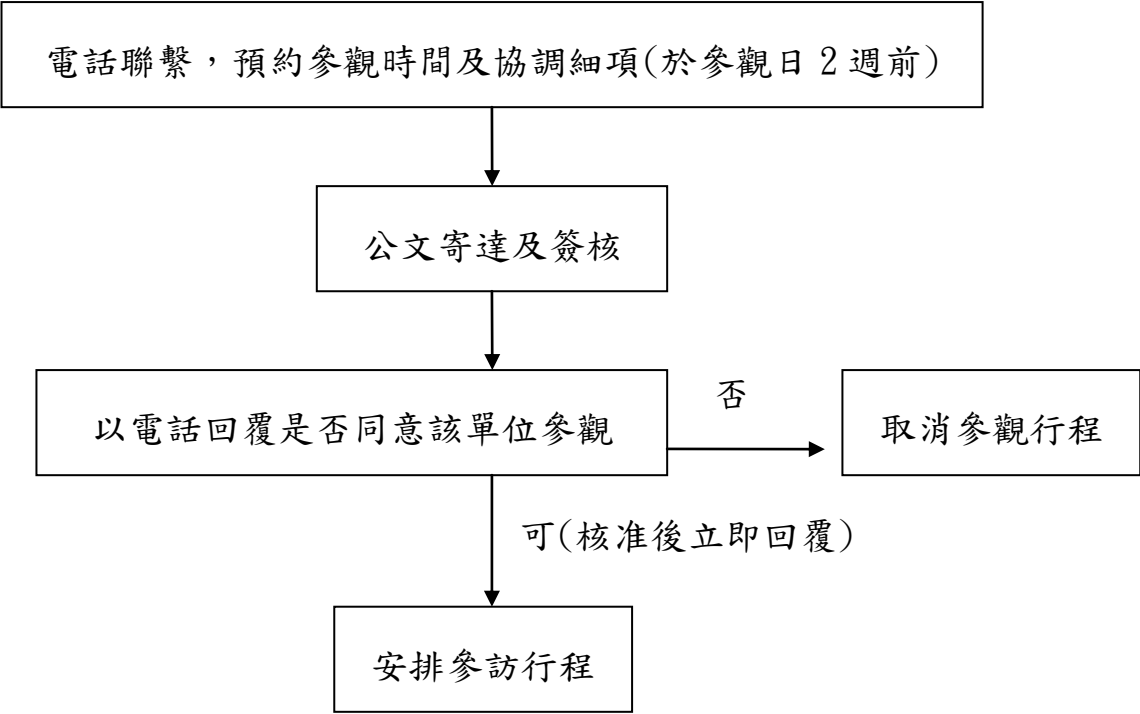 電話聯繫，預約參觀時間及協調細項(於參觀日2週前)
公文寄達及簽核
以電話回覆是否同意該單位參觀
否
取消參觀行程
可(核准後立即回覆)
安排參訪行程